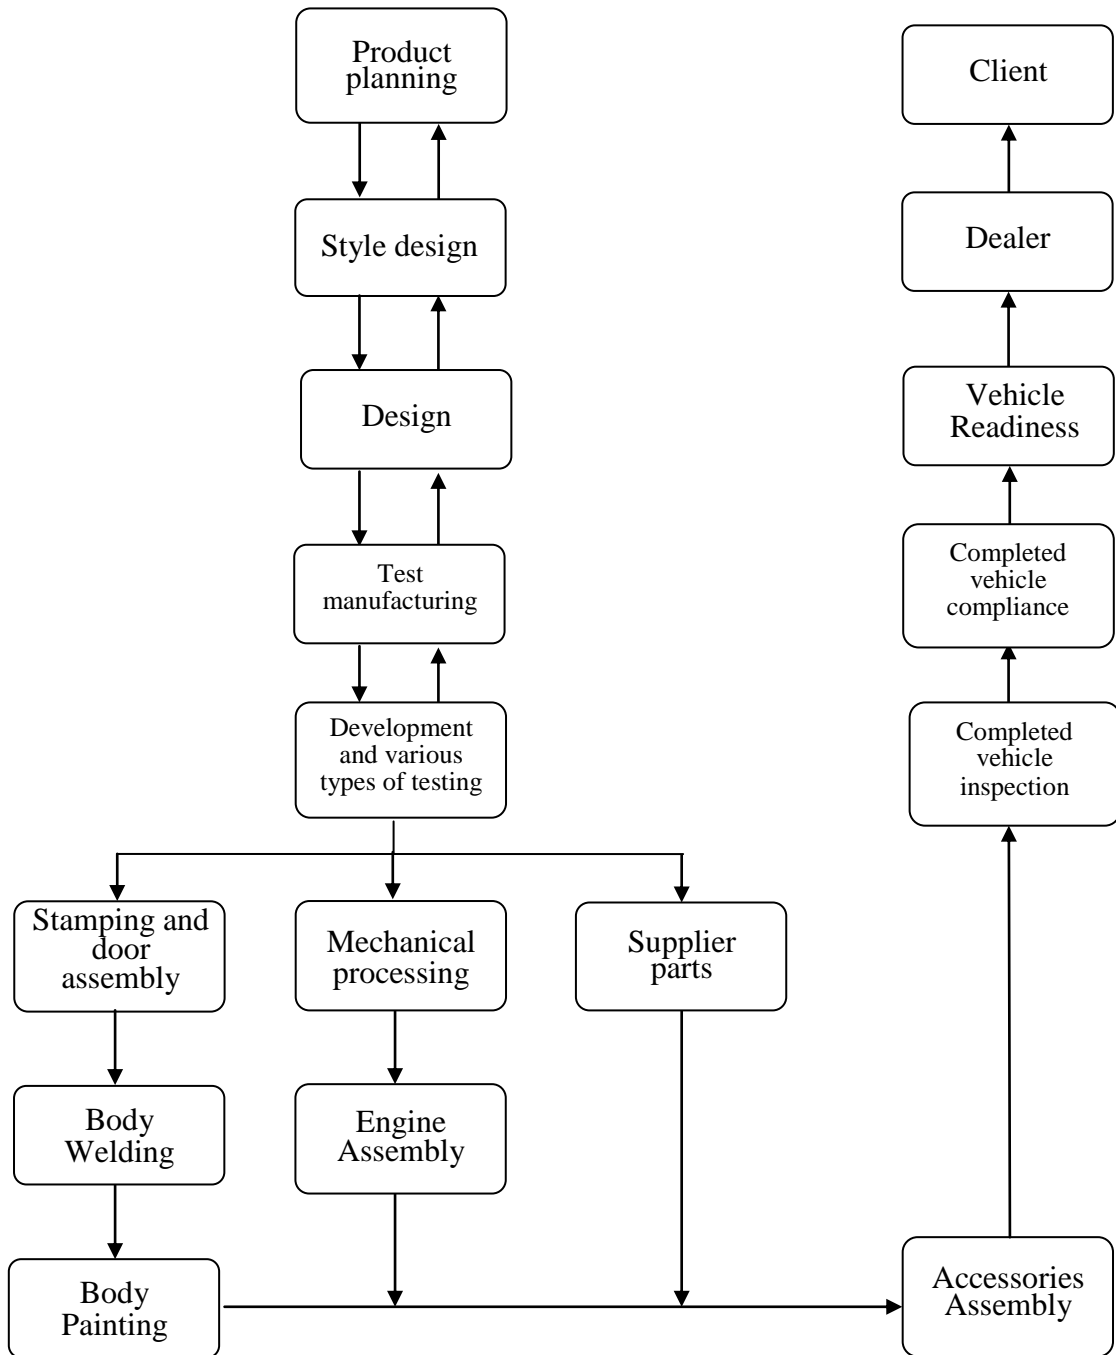 Product
planning
Style design
Design
Test
manufacturing
Development
and various
types of testing
Stamping and
door
assembly
Mechanical
processing
Supplier
parts
Body
Welding
Engine
Assembly
Body
Painting
Accessories
Assembly
Completed
vehicle
inspection
Completed
vehicle
compliance
Vehicle
Readiness
Dealer
Client